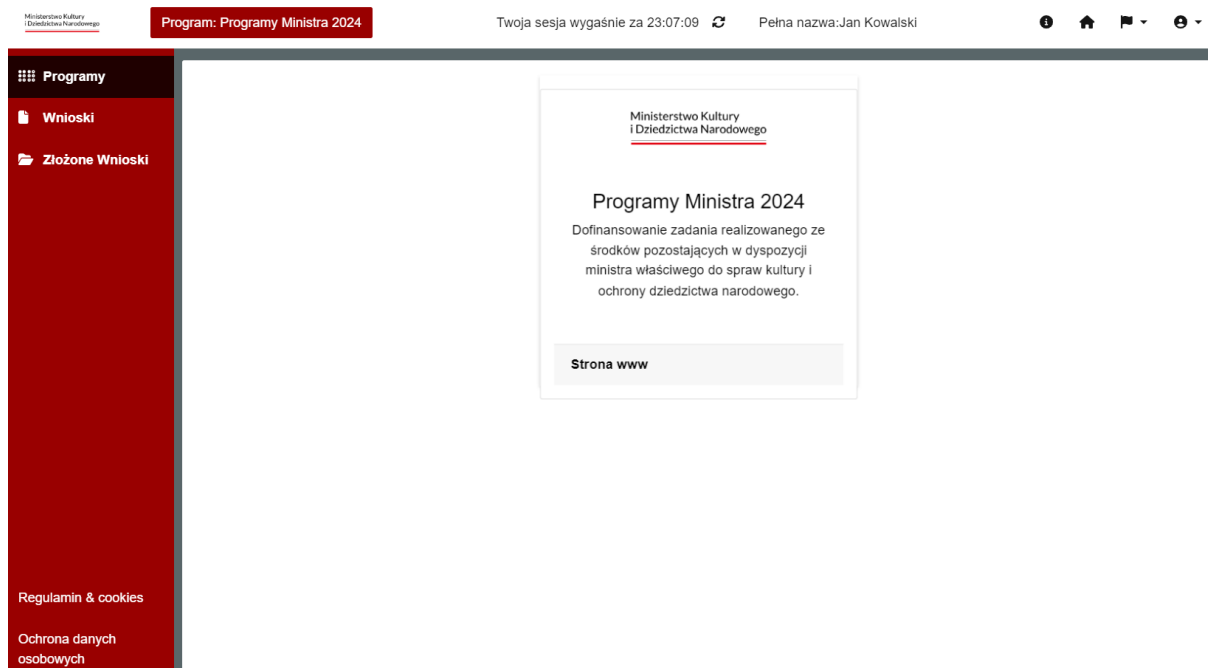 Ministerstwo Kultury
i Dziedzictwa Narodowego
Program: Programy Ministra 2024
Twoja sesja wygaśnie za 23:07:09
Pełna nazwa:Jan Kowalski
Programy
Wnioski
Złożone Wnioski
Ministerstwo Kultury
i Dziedzictwa Narodowego
Programy Ministra 2024
Dofinansowanie zadania realizowanego ze
środków pozostających w dyspozycji
ministra właściwego do spraw kultury i
ochrony dziedzictwa narodowego.
Strona www
Regulamin & cookies
Ochrona danych
osobowych